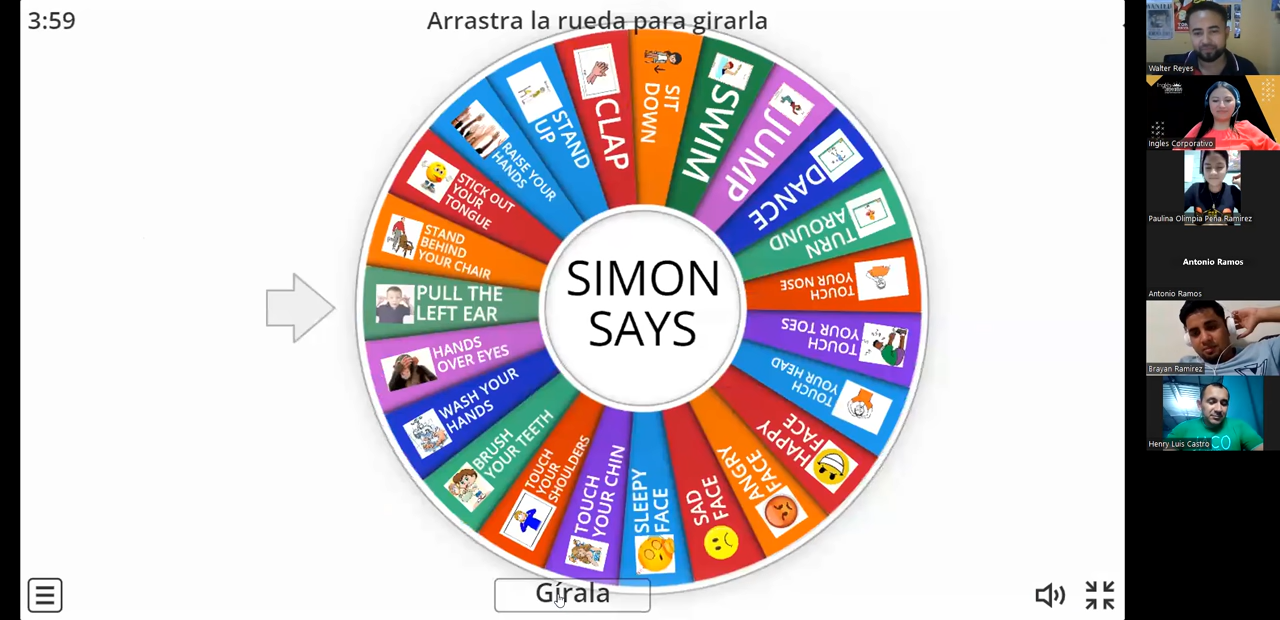 3:59
Arrastra la rueda para girarla
SIMON
SAYS
SIT
DOWN
SWIM
JUMP
DANCE
TURN
AROUND
TOUCH
YOUR NOSE
TOUCH
YOUR TOES
TOUCH
YOUR HEAD
HAPPY
FACE
ANGRY
FACE
SAD
FACE
SLEEPY
FACE
TOUCH
YOUR CHIN
TOUCH
YOUR
SHOULDERS
BRUSH
YOUR TEETH
WASH YOUR
HANDS
HANDS
OVER EYES
PULL THE
LEFT EAR
STAND
BEHIND
YOUR CHAIR
STICK OUT
YOUR
TONGUE
RAISE YOUR
HANDS
STAND
UP
CLAP
Gírala
Walter Reyes
Ingles Corporativo
Paulina Olimpia Peña Ramirez
Antonio Ramos
Antonio Ramos
Brayan Ramirez
Henry Luis Castro
CO